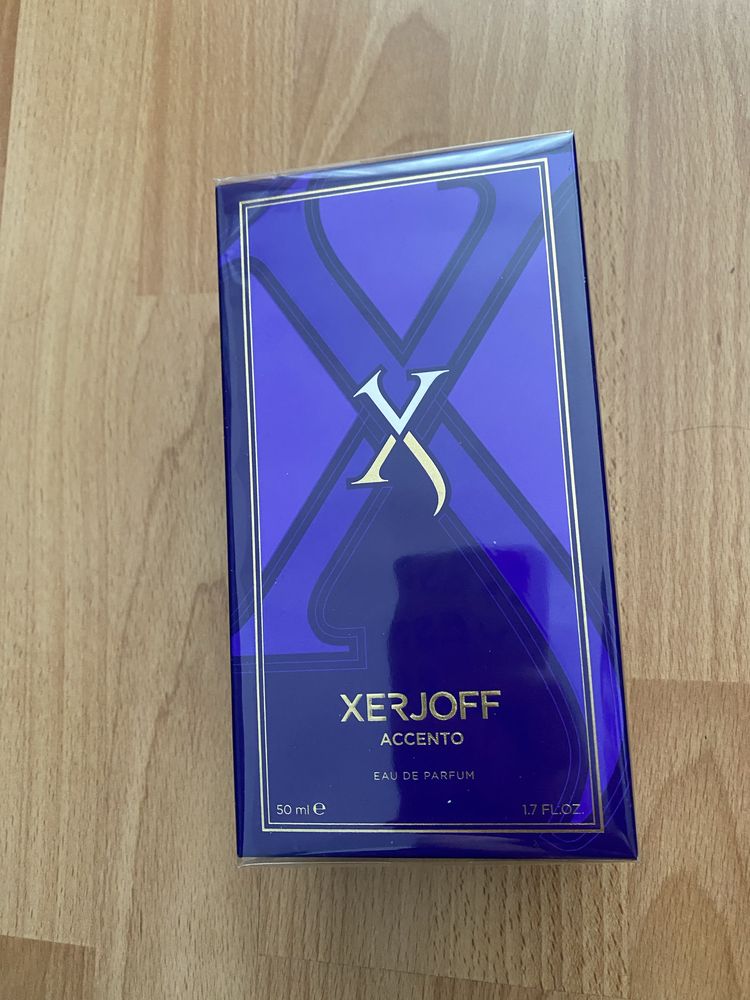 X
XERJOFF
ACCENTO
EAU DE PARFUM
50 ml ℮
1.7 FL.OZ.